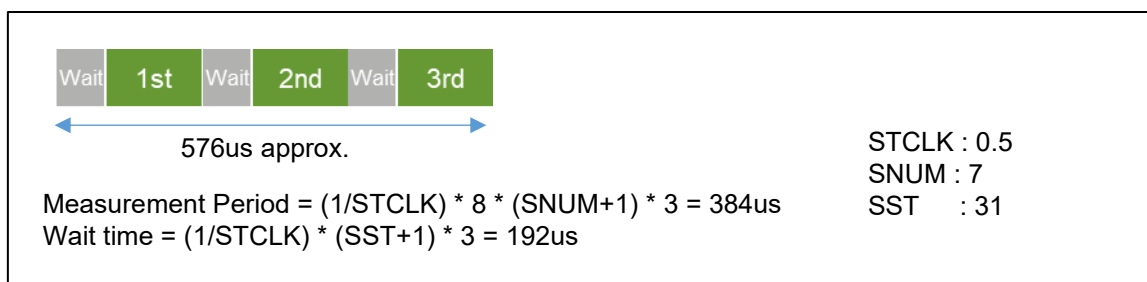 Wait 1st Wait 2nd Wait 3rd
576us approx.
STCLK : 0.5
SNUM : 7
SST : 31
Measurement Period = (1/STCLK) * 8 * (SNUM+1) * 3 = 384us
Wait time = (1/STCLK) * (SST+1) * 3 = 192us